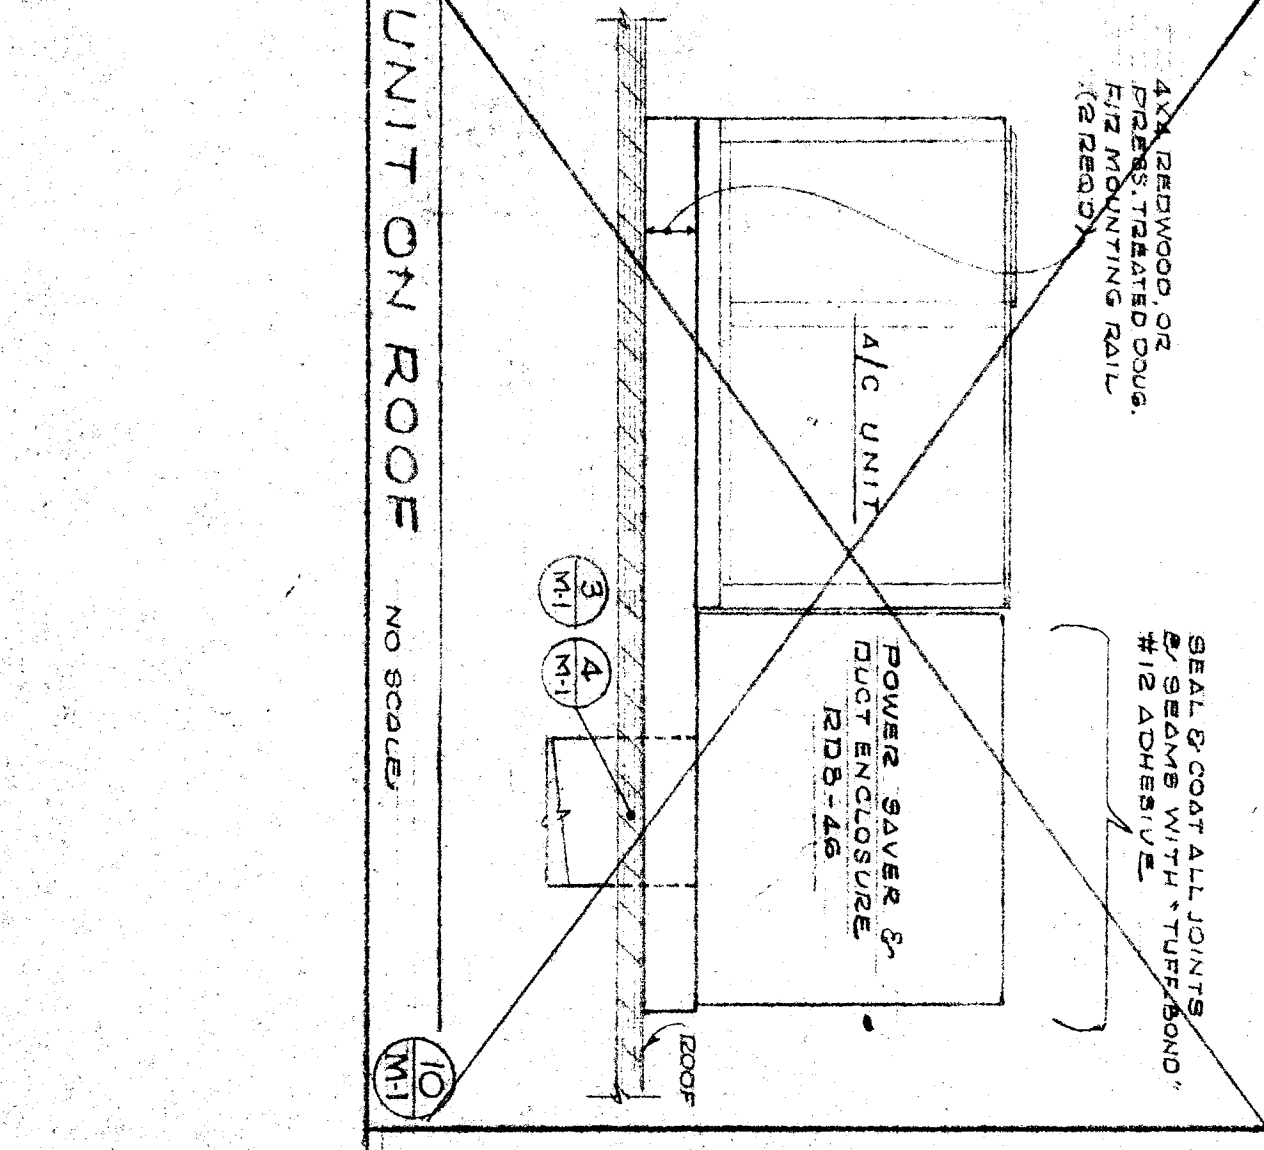 4x4 REDWOOD, OR
PRESS. TREATED DOUG.
FIR MOUNTING RAIL
(2 REQD)
SEAL & COAT ALL JOINTS
& SEAMS WITH "TUFF-BOND"
#12 ADHESIVE
A/C UNIT
POWER SAVER &
DUCT ENCLOSURE
RDB-46
ROOF
3
M-1
4
M-1
UNIT ON ROOF NO SCALE
10
M-1